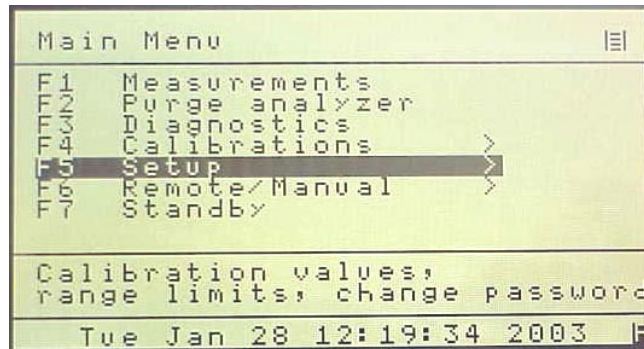 Main Menu
F1 Measurements
F2 Purge analyzer
F3 Diagnostics
F4 Calibrations >
F5 Setup >
F6 Remote/Manual >
F7 Standby
Calibration values,
range limits, change password
Tue Jan 28 12:19:34 2003